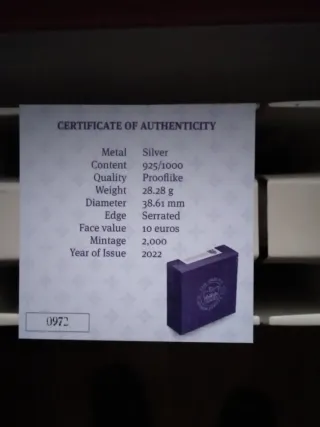 CERTIFICATE OF AUTHENTICITY
Metal Silver
Content 925/1000
Quality Prooflike
Weight 28.28 g
Diameter 38.61 mm
Edge Serrated
Face value 10 euros
Mintage 2,000
Year of Issue 2022
0972